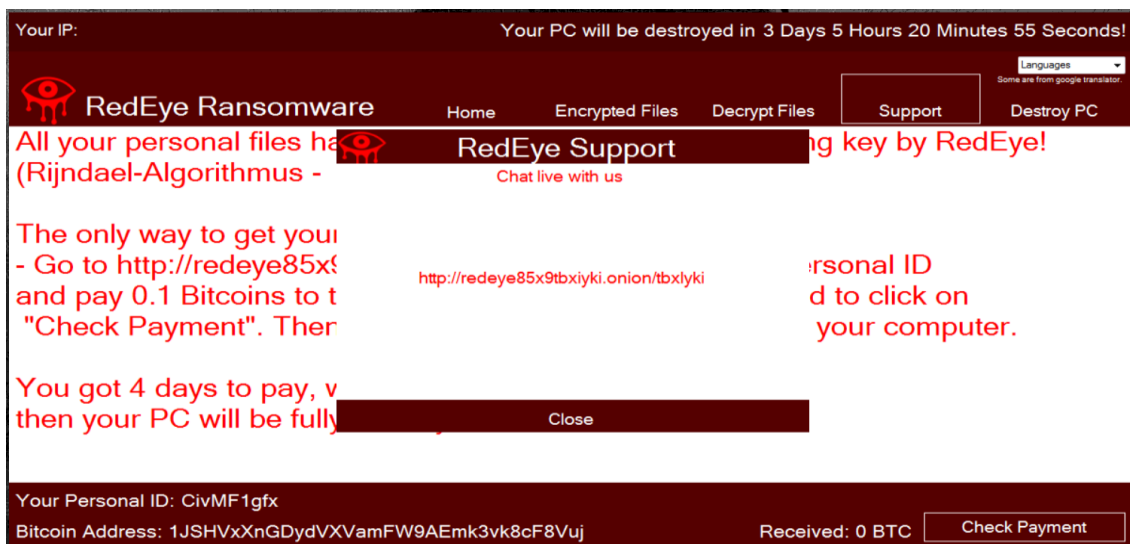 Your IP:
Your PC will be destroyed in 3 Days 5 Hours 20 Minutes 55 Seconds!
Languages
Some are from google translator.
RedEye Ransomware
Home
Encrypted Files
Decrypt Files
Support
Destroy PC
All your personal files ha
RedEye Support
ng key by RedEye!
(Rijndael-Algorithmus -
Chat live with us
The only way to get your
- Go to http://redeye85x9
http://redeye85x9tbxiyki.onion/tbxlyki
ersonal ID
and pay 0.1 Bitcoins to t
d to click on
"Check Payment". Then
your computer.
You got 4 days to pay, w
then your PC will be fully
Close
Your Personal ID: CivMF1gfx
Bitcoin Address: 1JSHVxXnGDydVXVamFW9AEmk3vk8cF8Vuj
Received: 0 BTC
Check Payment